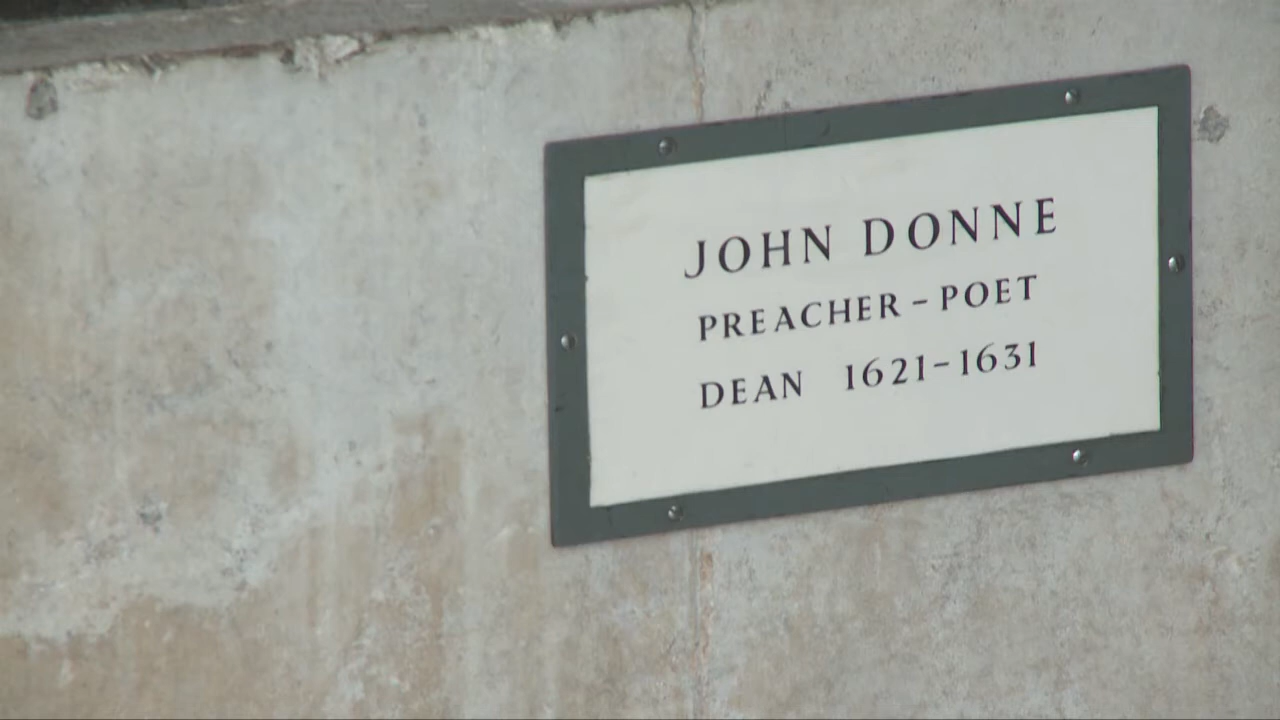 JOHN DONNE
PREACHER – POET
DEAN 1621–1631